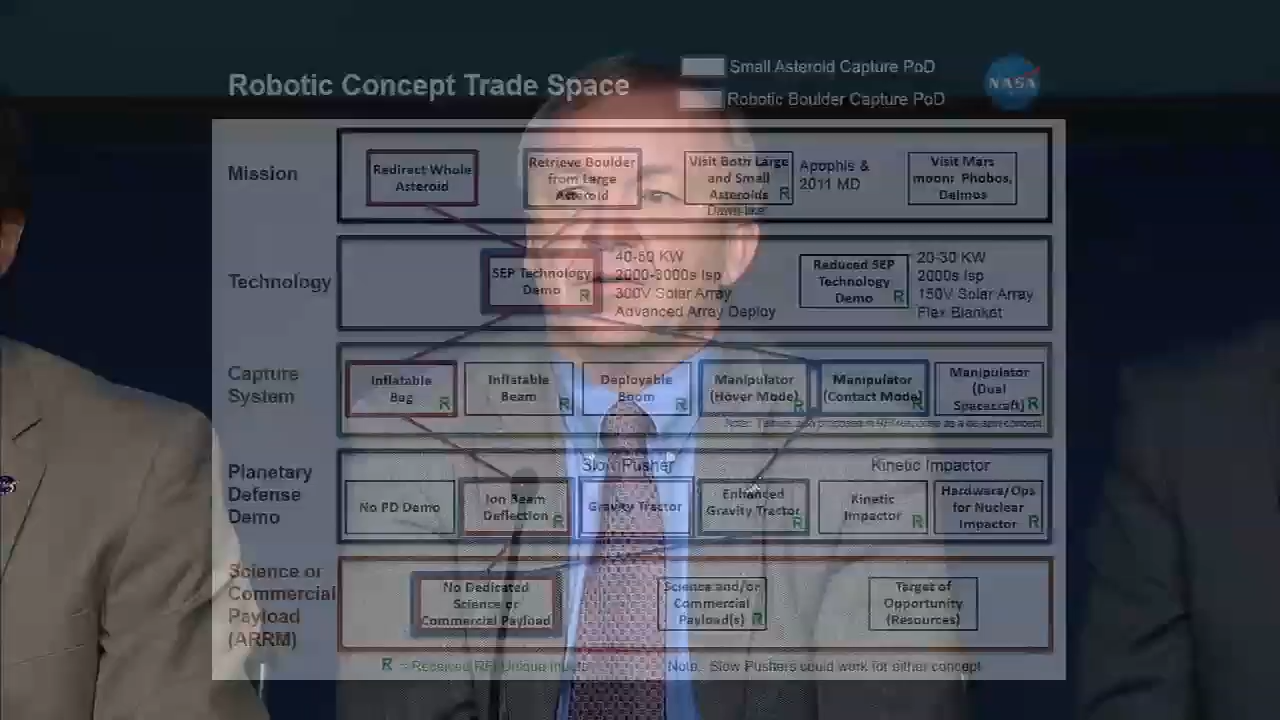 Robotic Concept Trade Space
Small Asteroid Capture PoD
Robotic Boulder Capture PoD
NASA
Mission
Redirect Whole
Asteroid
Retrieve Boulder
from Large
Asteroid
Visit Both Large
and Small
Asteroids R
Dawn-like
Apophis &
2011 MD
Visit Mars
moon: Phobos,
Deimos
Technology
SEP Technology
Demo R
40-50 KW
2000-3000s Isp
300V Solar Array
Advanced Array Deploy
Reduced SEP
Technology
Demo R
20-30 KW
2000s Isp
150V Solar Array
Flex Blanket
Capture
System
Inflatable
Bag R
Inflatable
Beam R
Deployable
Boom R
Manipulator
(Hover Mode) R
Manipulator
(Contact Mode) R
Manipulator
(Dual
Spacecraft) R
Planetary
Defense
Demo
Slow Pusher
Kinetic Impactor
No PD Demo
Ion Beam
Deflection R
Gravity Tractor
Enhanced
Gravity Tractor R
Kinetic
Impactor R
Hardware/Ops
for Nuclear
Impactor R
Science or
Commercial
Payload
(ARRM)
No Dedicated
Science or
Commercial Payload
Science and/or
Commercial
Payload(s) R
Target of
Opportunity
(Resources)
R = Received RFI Unique Inputs
Note: Slow Pushers could work for either concept